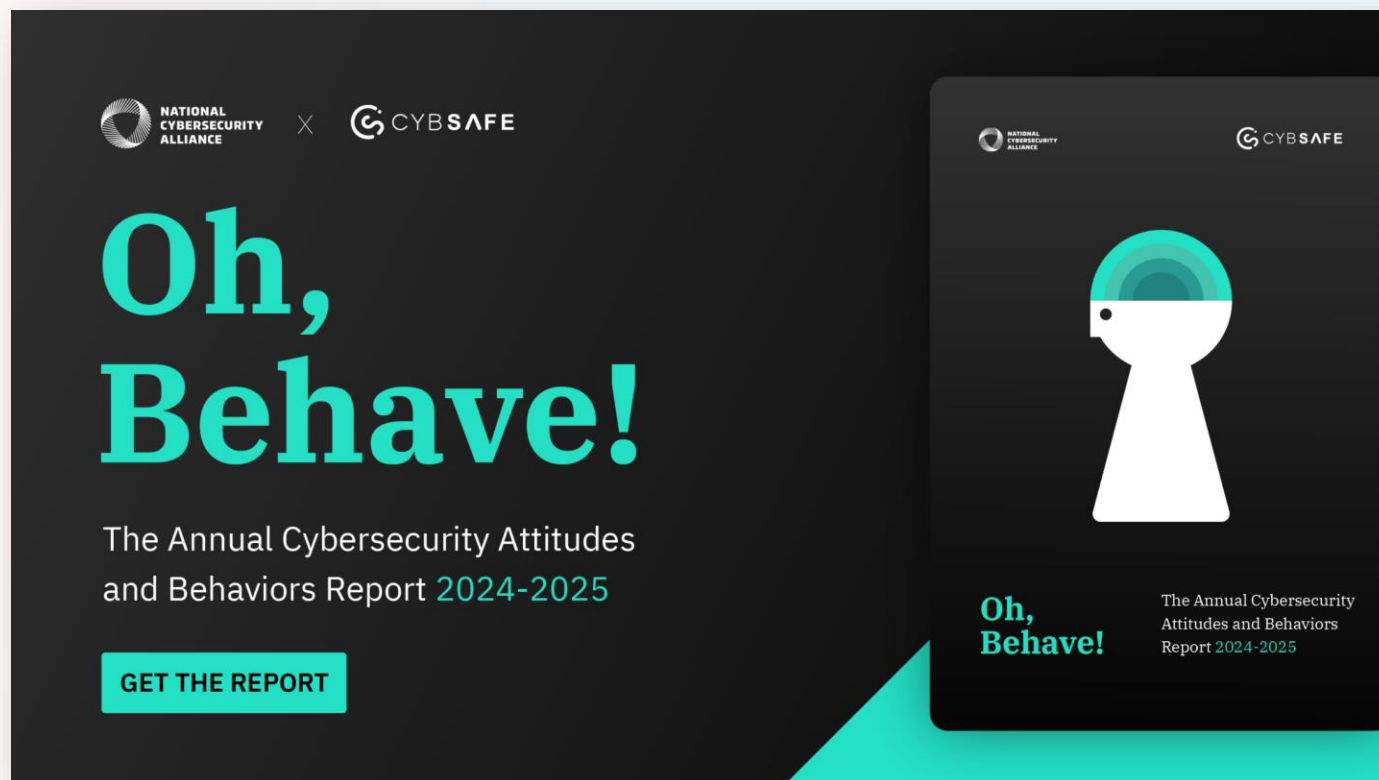 NATIONAL
CYBERSECURITY
ALLIANCE
X
CYBSAFE
Oh,
Behave!
The Annual Cybersecurity Attitudes
and Behaviors Report 2024-2025
GET THE REPORT
NATIONAL
CYBERSECURITY
ALLIANCE
CYBSAFE
Oh,
Behave!
The Annual Cybersecurity
Attitudes and Behaviors
Report 2024-2025